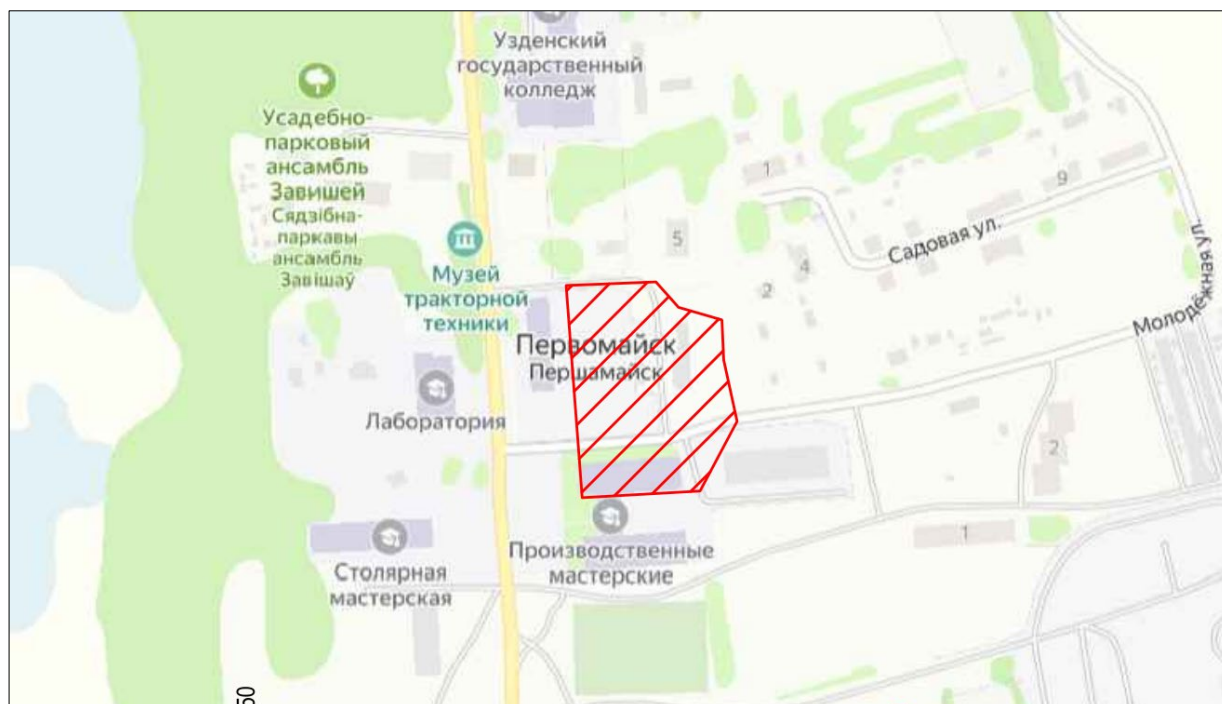 Узденский
государственный
колледж
Усадебно-
парковый
ансамбль
Завишей
Сядзібна-
паркавы
ансамбль
Завішаў
1
9
5
Садовая ул.
4
2
Молодёжная ул.
Музей
тракторной
техники
Первомайск
Першамайск
Лаборатория
2
1
Производственные
мастерские
Столярная
мастерская